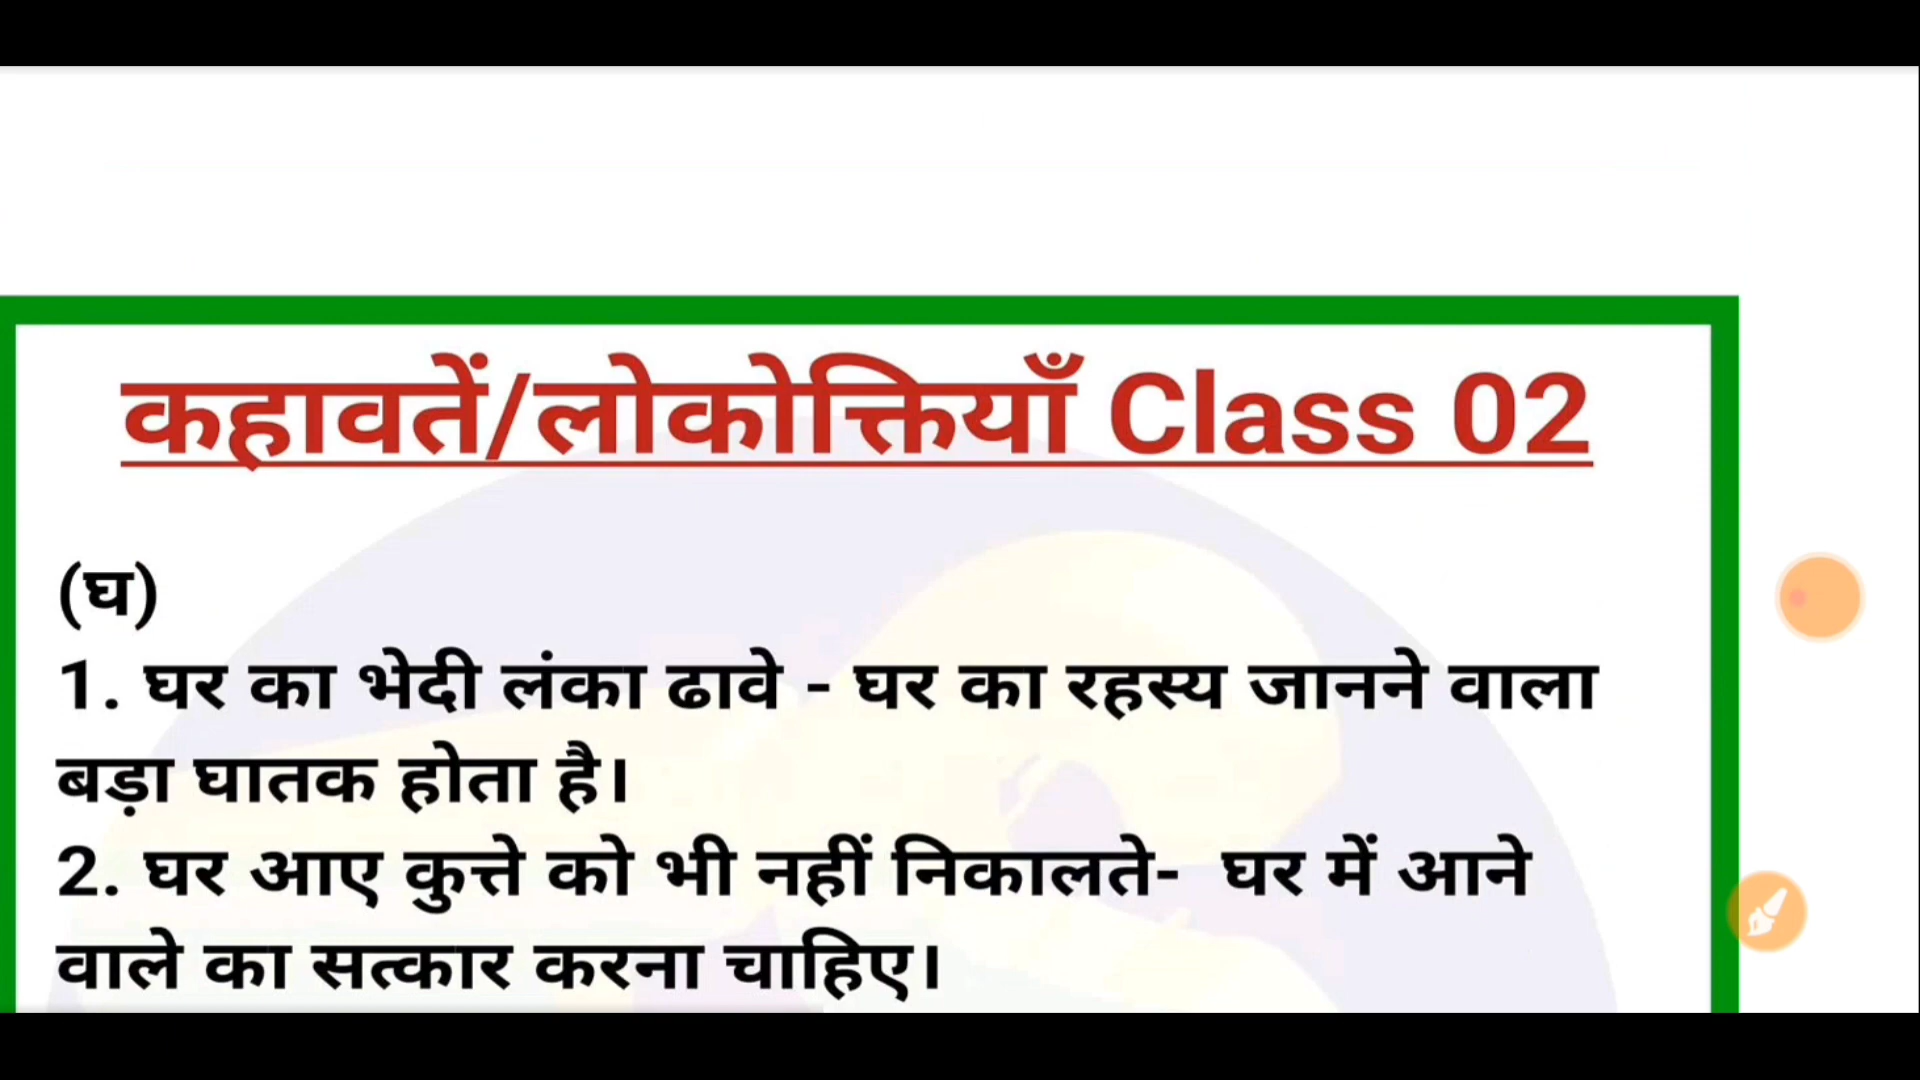 कहावतें/लोकोक्तियाँ Class 02
(घ)
1. घर का भेदी लंका ढावे - घर का रहस्य जानने वाला
बड़ा घातक होता है।
2. घर आए कुत्ते को भी नहीं निकालते-  घर में आने
वाले का सत्कार करना चाहिए।